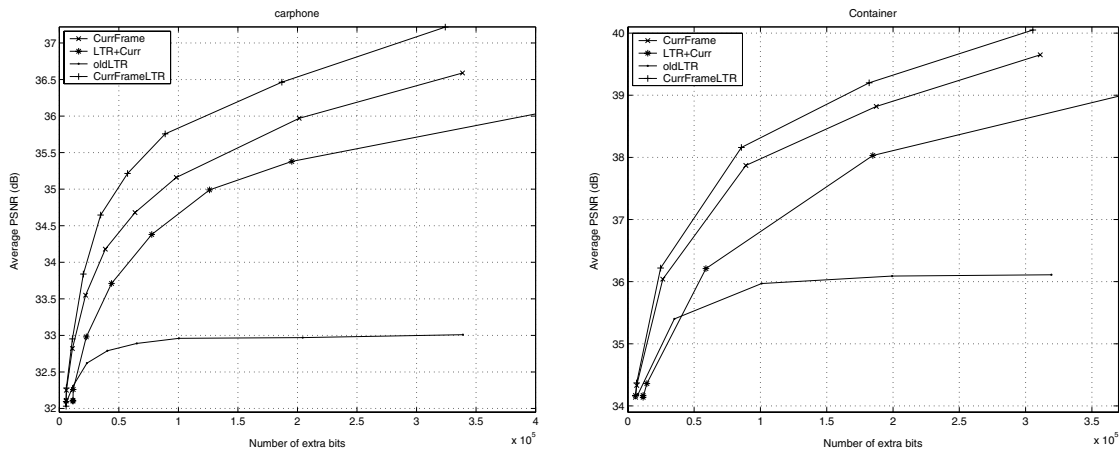 carphone
CurrFrame
LTR+Curr
oldLTR
CurrFrameLTR
37
36.5
36
35.5
35
34.5
34
33.5
33
32.5
32
Average PSNR (dB)
0 0.5 1 1.5 2 2.5 3 3.5 4
x 10^5
Number of extra bits
Container
CurrFrame
LTR+Curr
oldLTR
CurrFrameLTR
40
39
38
37
36
35
34
Average PSNR (dB)
0 0.5 1 1.5 2 2.5 3 3.5
x 10^5
Number of extra bits